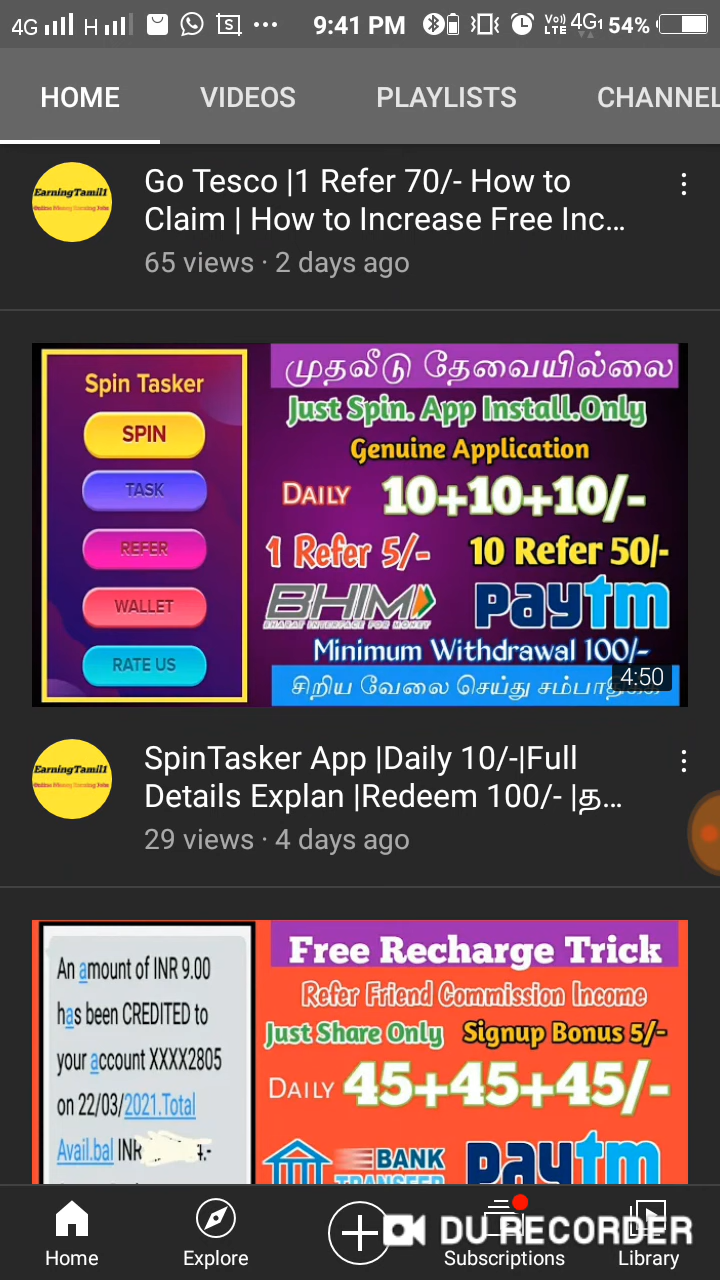 4G H S 9:41 PM Vo)) LTE 4G1 54%
HOME VIDEOS PLAYLISTS CHANNEL
EarningTamil1
Go Tesco |1 Refer 70/- How to
Claim | How to Increase Free Inc...
65 views · 2 days ago
Spin Tasker
SPIN
TASK
REFER
WALLET
RATE US
முதலீடு தேவையில்லை
Just Spin. App Install.Only
Genuine Application
DAILY 10+10+10/-
1 Refer 5/- 10 Refer 50/-
BHIM paytm
BHARAT INTERFACE FOR MONEY
Minimum Withdrawal 100/-
சிறிய வேலை செய்து
4:50
EarningTamil1
SpinTasker App |Daily 10/-|Full
Details Explan |Redeem 100/- |த...
29 views · 4 days ago
An amount of INR 9.00
has been CREDITED to
your account XXXX2805
on 22/03/2021.Total
Avail.bal INR
Free Recharge Trick
Refer Friend Commission Income
Just Share Only Signup Bonus 5/-
DAILY 45+45+45/-
BANK TRANSFER
paytm
Home Explore Subscriptions Library
DU RECORDER